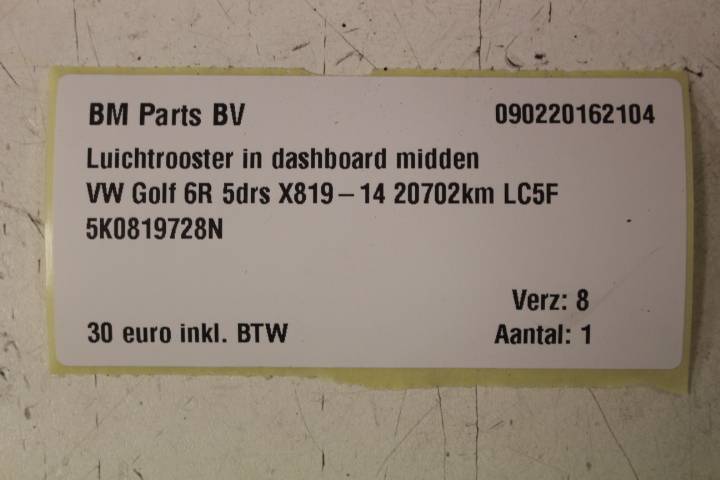 BM Parts BV 090220162104
Luichtrooster in dashboard midden
VW Golf 6R 5drs X819-14 20702km LC5F
5K0819728N
Verz: 8
30 euro inkl. BTW Aantal: 1